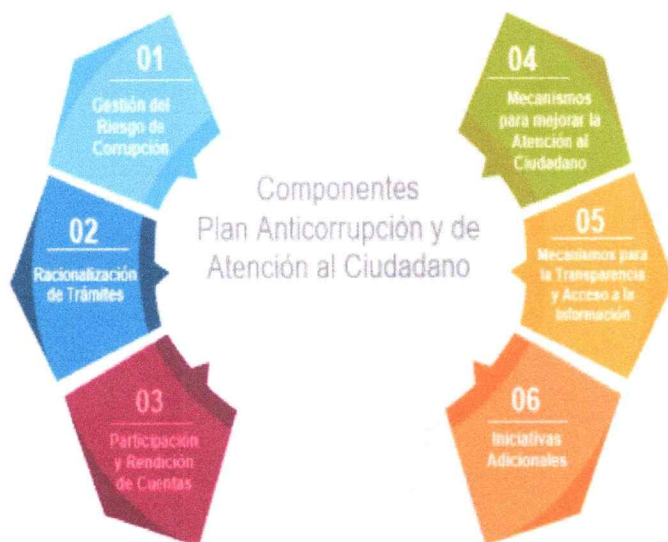 01
Gestión del
Riesgo de
Corrupción
02
Racionalización
de Trámites
03
Participación
y Rendición
de Cuentas
Componentes
Plan Anticorrupción y de
Atención al Ciudadano
04
Mecanismos
para mejorar la
Atención al
Ciudadano
05
Mecanismos para
la Transparencia
y Acceso a la
Información
06
Iniciativas
Adicionales